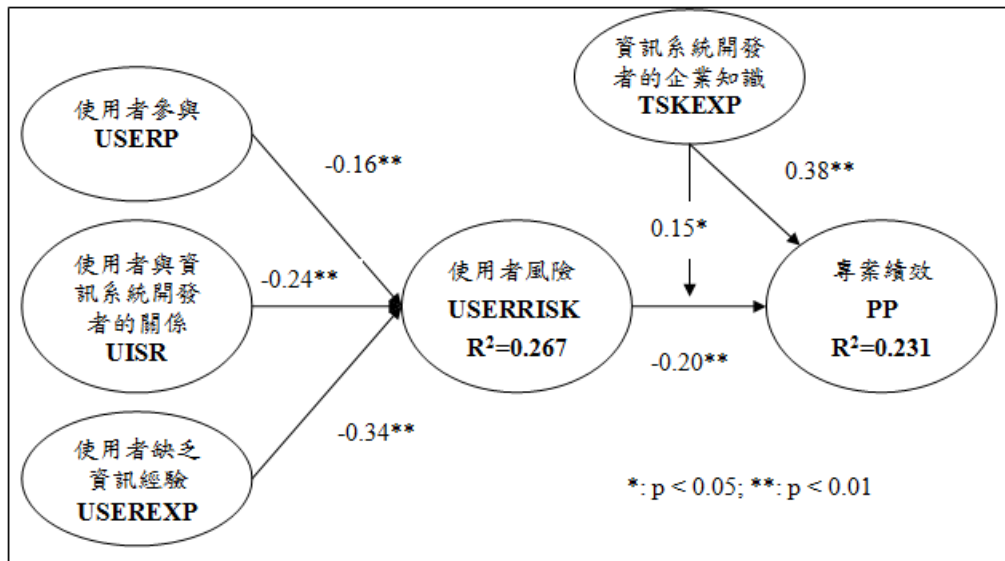 使用者參與
USERP
使用者與資
訊系統開發
者的關係
UISR
使用者缺乏
資訊經驗
USEREXP
-0.16**
-0.24**
-0.34**
使用者風險
USERRISK
R²=0.267
資訊系統開發
者的企業知識
TSKEXP
0.15*
0.38**
-0.20**
專案績效
PP
R²=0.231
*: p < 0.05; **: p < 0.01